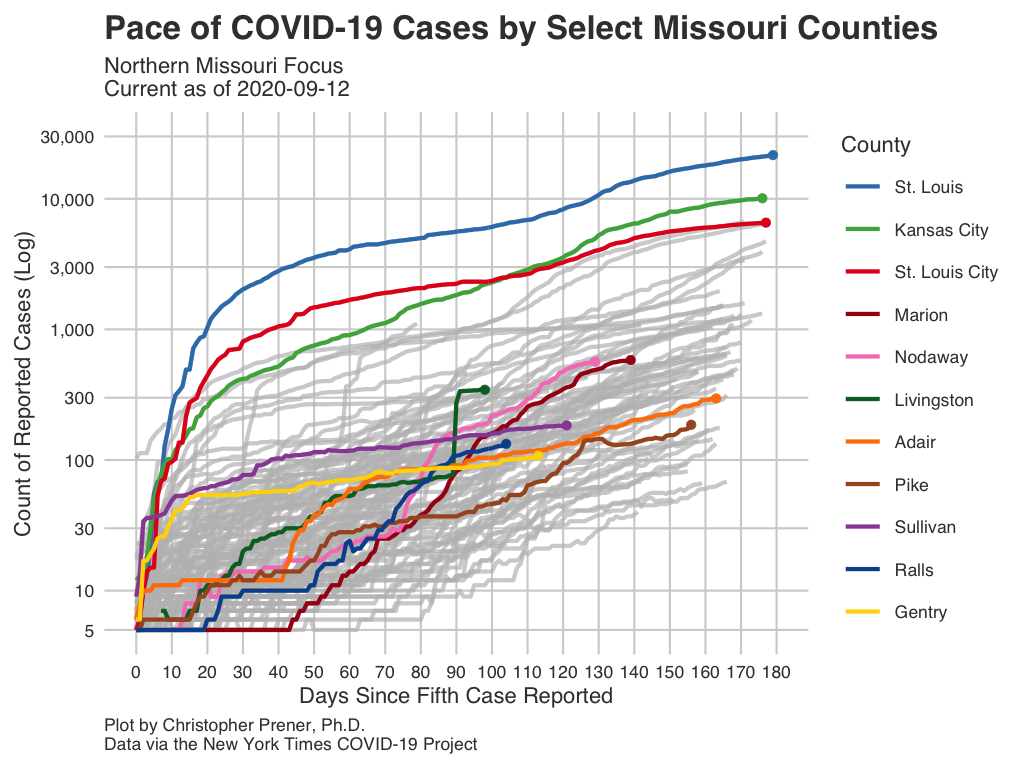 Pace of COVID-19 Cases by Select Missouri Counties
Northern Missouri Focus
Current as of 2020-09-12
Count of Reported Cases (Log)
30,000
10,000
3,000
1,000
300
100
30
10
5
0 10 20 30 40 50 60 70 80 90 100 110 120 130 140 150 160 170 180
Days Since Fifth Case Reported
County
St. Louis
Kansas City
St. Louis City
Marion
Nodaway
Livingston
Adair
Pike
Sullivan
Ralls
Gentry
Plot by Christopher Prener, Ph.D.
Data via the New York Times COVID-19 Project